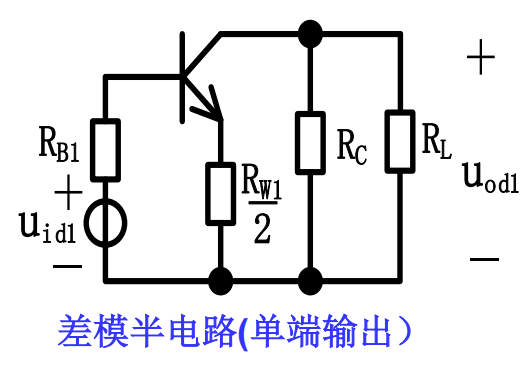 R_B1
+
u_id1
−
R_W1
2
R_C
R_L
+
u_od1
−
差模半电路(单端输出）